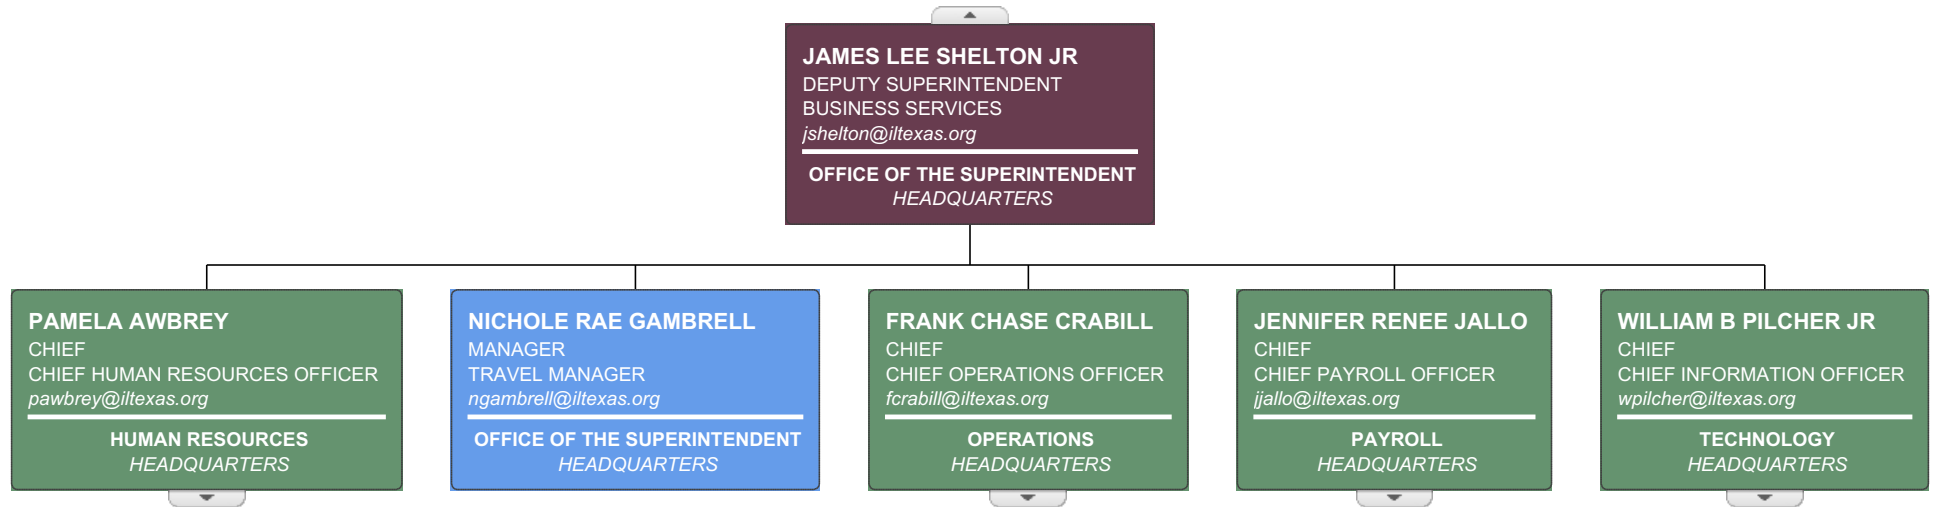 JAMES LEE SHELTON JR
DEPUTY SUPERINTENDENT
BUSINESS SERVICES
jshelton@iltexas.org
OFFICE OF THE SUPERINTENDENT
HEADQUARTERS
PAMELA AWBREY
CHIEF
CHIEF HUMAN RESOURCES OFFICER
pawbrey@iltexas.org
HUMAN RESOURCES
HEADQUARTERS
NICHOLE RAE GAMBRELL
MANAGER
TRAVEL MANAGER
ngambrell@iltexas.org
OFFICE OF THE SUPERINTENDENT
HEADQUARTERS
FRANK CHASE CRABILL
CHIEF
CHIEF OPERATIONS OFFICER
fcrabill@iltexas.org
OPERATIONS
HEADQUARTERS
JENNIFER RENEE JALLO
CHIEF
CHIEF PAYROLL OFFICER
jjallo@iltexas.org
PAYROLL
HEADQUARTERS
WILLIAM B PILCHER JR
CHIEF
CHIEF INFORMATION OFFICER
wpilcher@iltexas.org
TECHNOLOGY
HEADQUARTERS